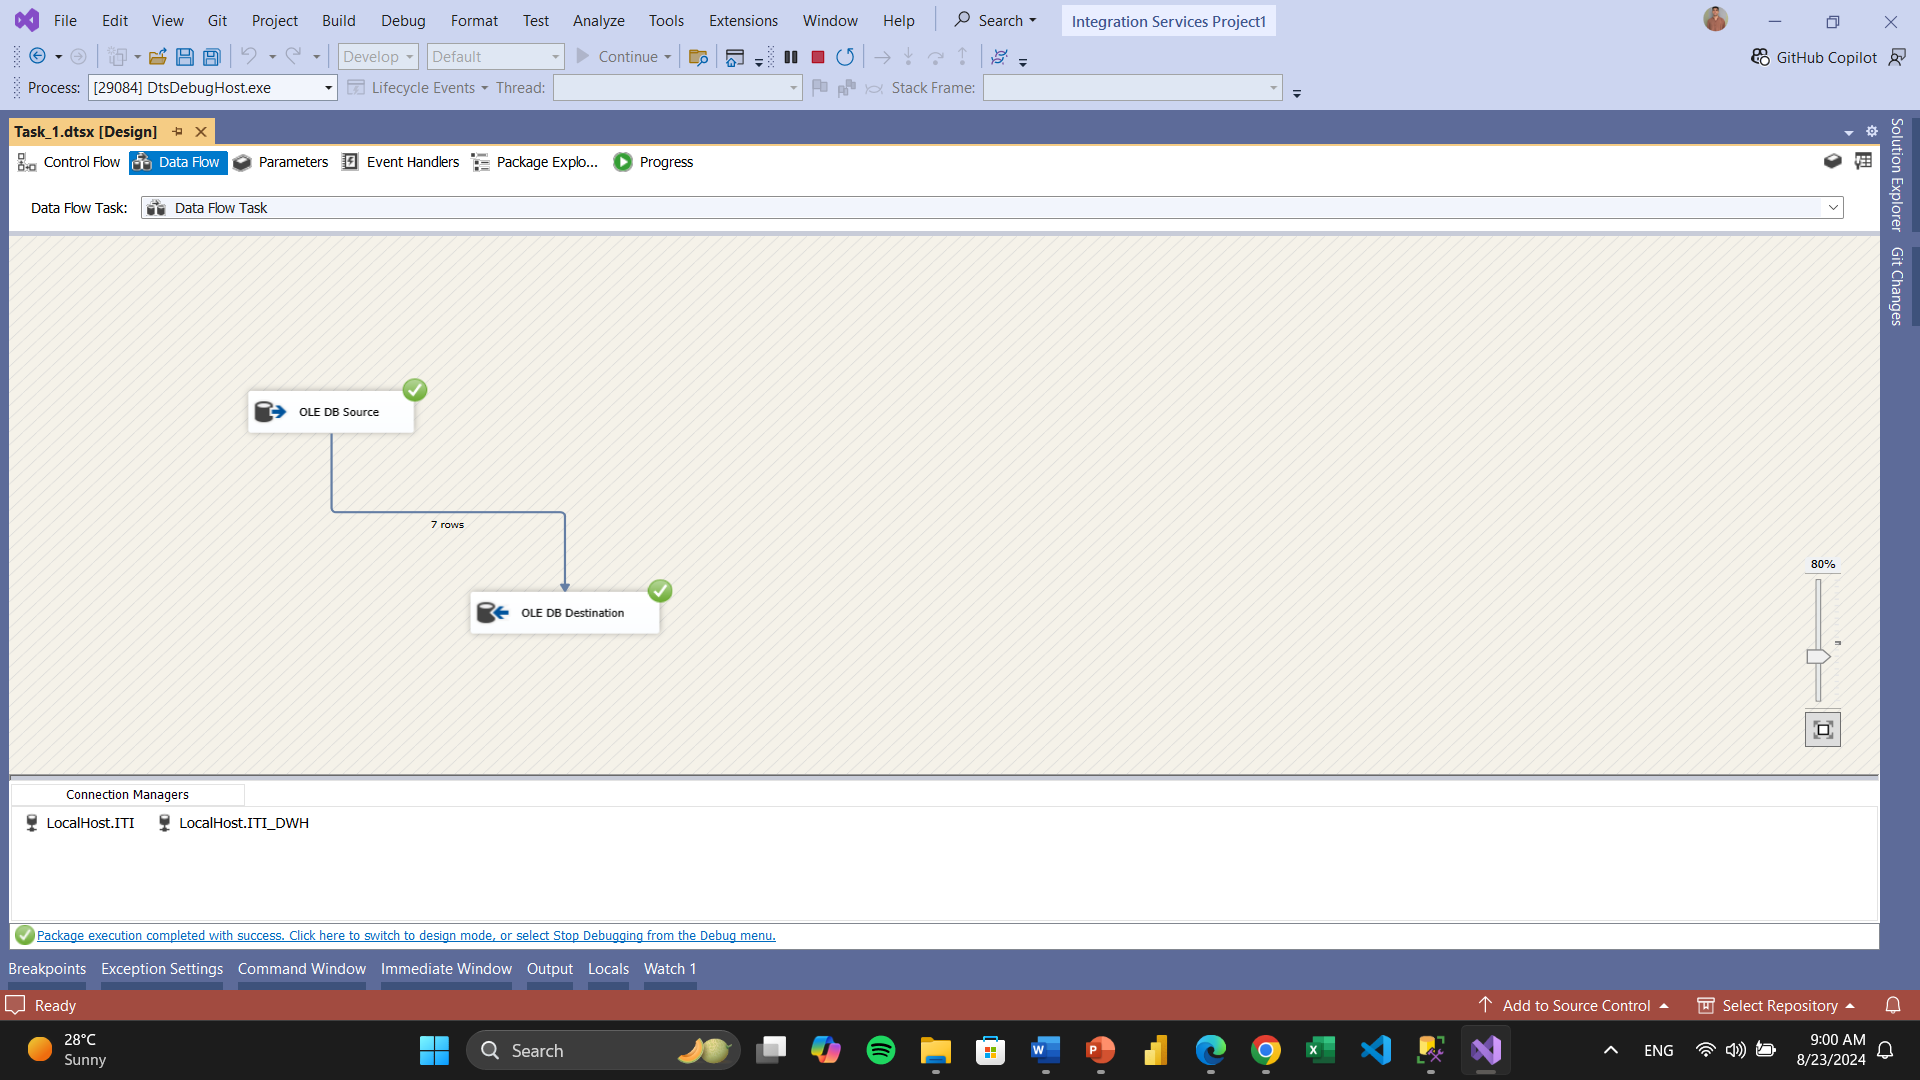 File Edit View Git Project Build Debug Format Test Analyze Tools Extensions Window Help Search Integration Services Project1
Develop Default Continue GitHub Copilot
Process: [29084] DtsDebugHost.exe Lifecycle Events Thread: Stack Frame:
Task_1.dtsx [Design]
Control Flow Data Flow Parameters Event Handlers Package Explo... Progress
Data Flow Task: Data Flow Task
Solution Explorer
Git Changes
OLE DB Source
7 rows
OLE DB Destination
80%
Connection Managers
LocalHost.ITI LocalHost.ITI_DWH
Package execution completed with success. Click here to switch to design mode, or select Stop Debugging from the Debug menu.
Breakpoints Exception Settings Command Window Immediate Window Output Locals Watch 1
Ready Add to Source Control Select Repository
28°C
Sunny
Search
ENG
9:00 AM
8/23/2024